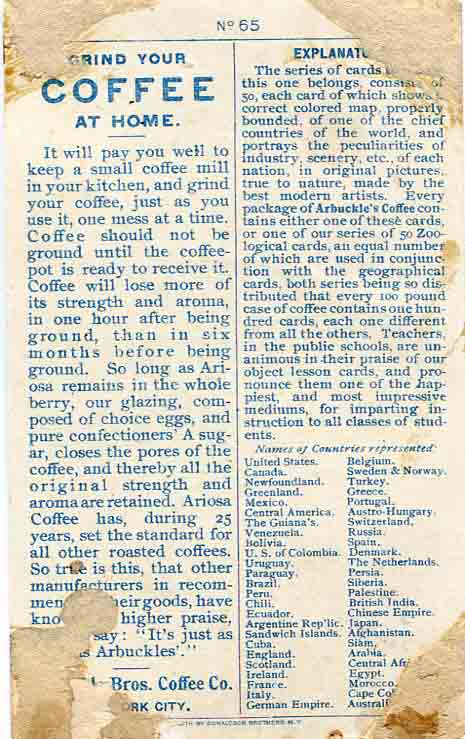 No 65
GRIND YOUR
COFFEE
AT HOME.
It will pay you well to
keep a small coffee mill
in your kitchen, and grind
your coffee, just as you
use it, one mess at a time.
Coffee should not be
ground until the coffee-
pot is ready to receive it.
Coffee will lose more of
its strength and aroma,
in one hour after being
ground, than in six
months before being
ground. So long as Ari-
osa remains in the whole
berry, our glazing, com-
posed of choice eggs, and
pure confectioners' A sug-
ar, closes the pores of the
coffee, and thereby all the
original strength and
aroma are retained. Ariosa
Coffee has, during 25
years, set the standard for
all other roasted coffees.
So true is this, that other
manufacturers in recom-
men their goods, have
kno higher praise,
say: "It's just as
s Arbuckles'."
Bros. Coffee Co.
RK CITY.
EXPLANAT
The series of cards
this one belongs, consists of
50, each card of which shows
correct colored map, properly
bounded, of one of the chief
countries of the world, and
portrays the peculiarities of
industry, scenery, etc., of each
nation, in original pictures,
true to nature, made by the
best modern artists. Every
package of Arbuckle's Coffee con-
tains either one of these cards,
or one of our series of 50 Zoo-
logical cards, an equal number
of which are used in conjunc-
tion with the geographical
cards, both series being so dis-
tributed that every 100 pound
case of coffee contains one hun-
dred cards, each one different
from all the others. Teachers,
in the public schools, are un-
animous in their praise of our
object lesson cards, and pro-
nounce them one of the hap-
piest, and most impressive
mediums, for imparting in-
struction to all classes of stud-
ents.
Names of Countries represented:
United States.
Canada.
Newfoundland.
Greenland.
Mexico.
Central America.
The Guiana's.
Venezuela.
Bolivia.
U. S. of Colombia.
Uruguay.
Paraguay.
Brazil.
Peru.
Chili.
Ecuador.
Argentine Rep'lic.
Sandwich Islands.
Cuba.
England.
Scotland.
Ireland.
France.
Italy.
German Empire.
Belgium.
Sweden & Norway.
Turkey.
Greece.
Portugal.
Austro-Hungary.
Switzerland.
Russia.
Spain.
Denmark.
The Netherlands.
Persia.
Siberia.
Palestine.
British India.
Chinese Empire.
Japan.
Afghanistan.
Siam.
Arabia.
Central Af
Egypt.
Morocco.
Cape Co
Austral
LITH BY DONALDSON BROTHERS N.Y.